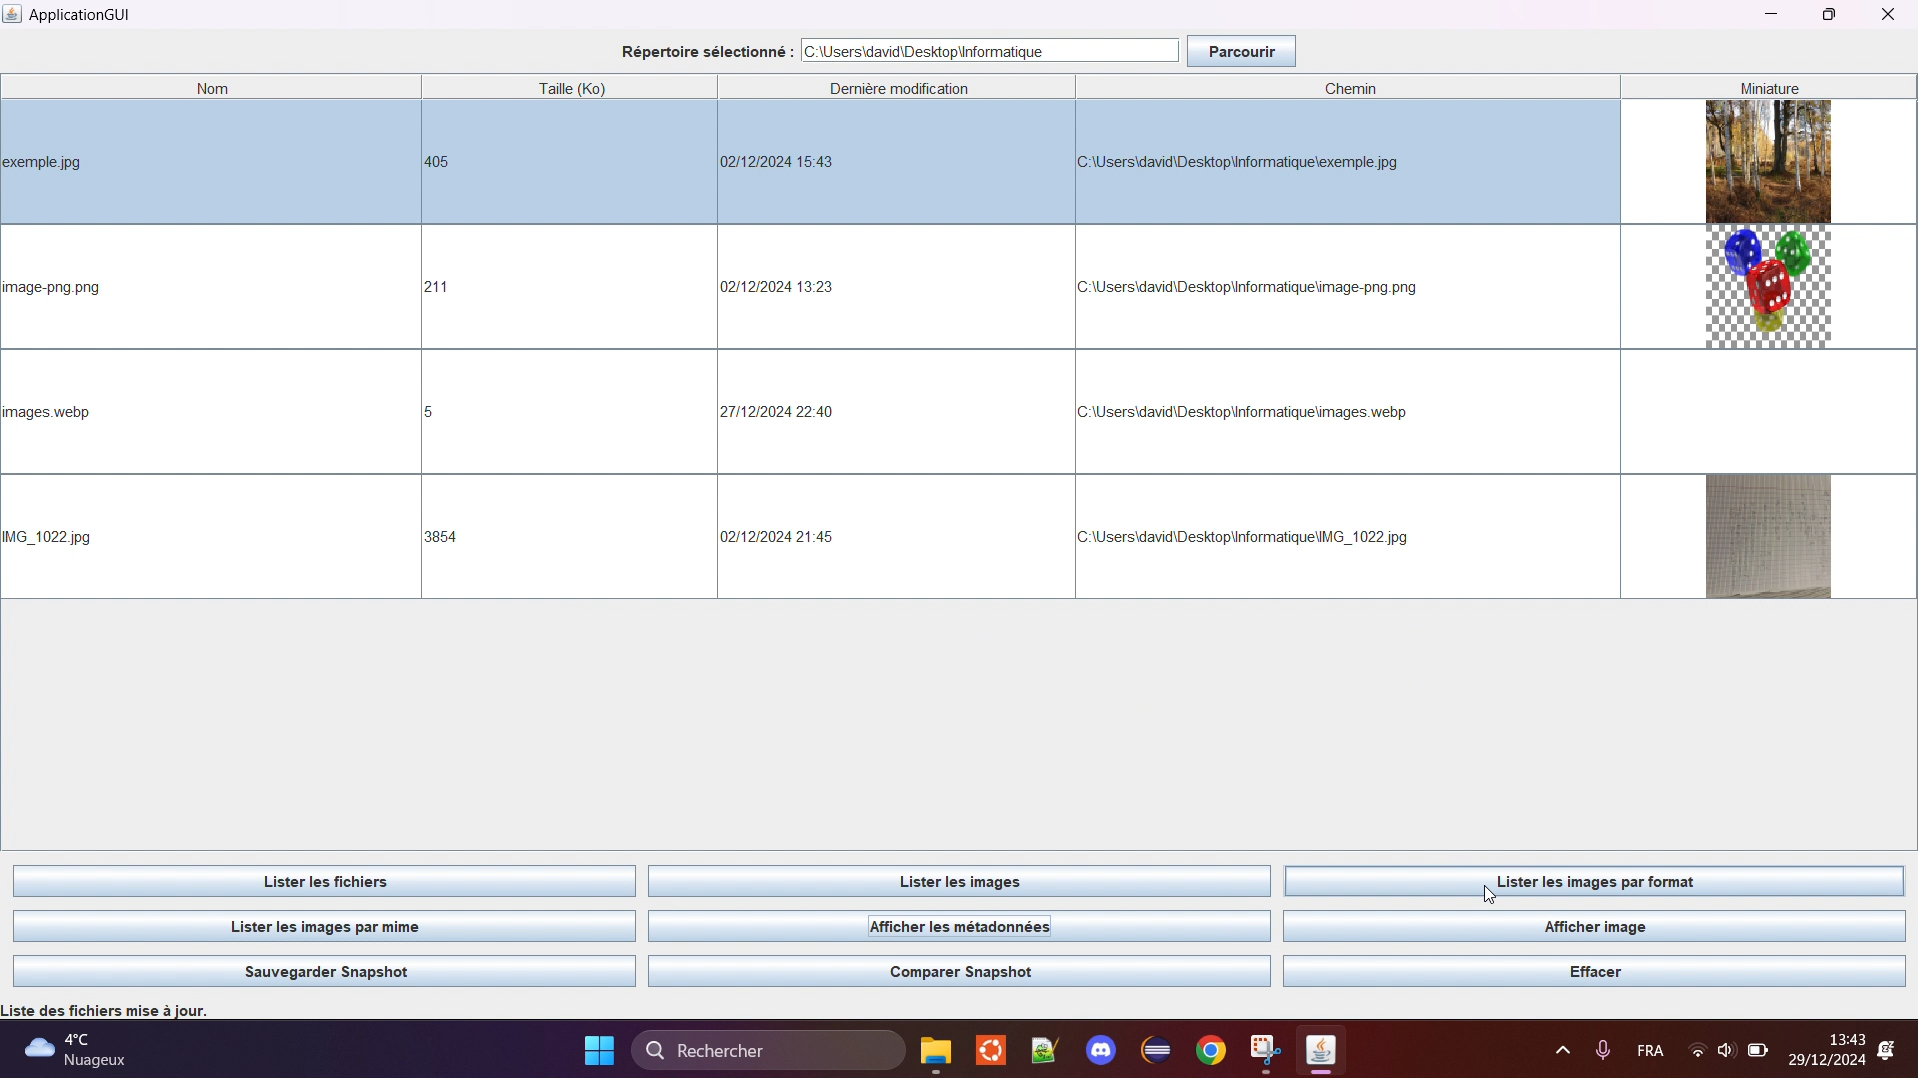 ApplicationGUI
Répertoire sélectionné : C:\Users\david\Desktop\Informatique Parcourir
Nom Taille (Ko) Dernière modification Chemin Miniature
exemple.jpg 405 02/12/2024 15:43 C:\Users\david\Desktop\Informatique\exemple.jpg
image-png.png 211 02/12/2024 13:23 C:\Users\david\Desktop\Informatique\image-png.png
images.webp 5 27/12/2024 22:40 C:\Users\david\Desktop\Informatique\images.webp
IMG_1022.jpg 3854 02/12/2024 21:45 C:\Users\david\Desktop\Informatique\IMG_1022.jpg
Lister les fichiers Lister les images Lister les images par format
Lister les images par mime Afficher les métadonnées Afficher image
Sauvegarder Snapshot Comparer Snapshot Effacer
Liste des fichiers mise à jour.
4°C
Nuageux
Rechercher
FRA
13:43
29/12/2024